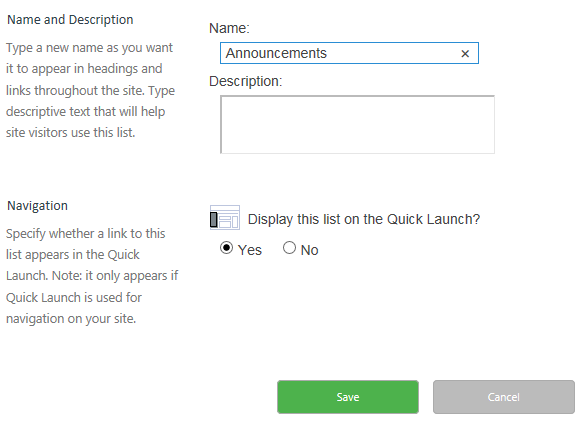 Name and Description
Type a new name as you want
it to appear in headings and
links throughout the site. Type
descriptive text that will help
site visitors use this list.
Name:
Announcements ×
Description:
Navigation
Specify whether a link to this
list appears in the Quick
Launch. Note: it only appears if
Quick Launch is used for
navigation on your site.
Display this list on the Quick Launch?
Yes No
Save Cancel